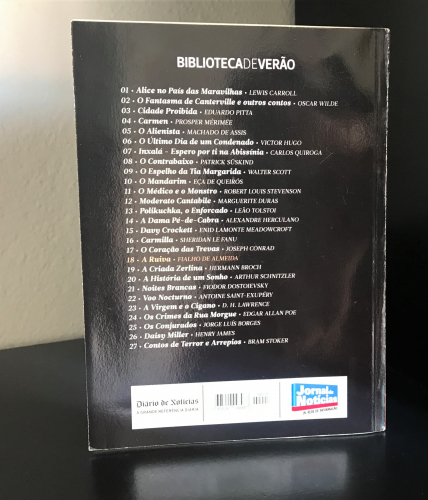 BIBLIOTECADEVERÃO
01 • Alice no País das Maravilhas • LEWIS CARROLL
02 • O Fantasma de Canterville e outros contos • OSCAR WILDE
03 • Cidade Proibida • EDUARDO PITTA
04 • Carmen • PROSPER MÉRIMÉE
05 • O Alienista • MACHADO DE ASSIS
06 • O Último Dia de um Condenado • VICTOR HUGO
07 • Inxalá - Espero por ti na Abissínia • CARLOS QUIROGA
08 • O Contrabaixo • PATRICK SÜSKIND
09 • O Espelho da Tia Margarida • WALTER SCOTT
10 • O Mandarim • EÇA DE QUEIRÓS
11 • O Médico e o Monstro • ROBERT LOUIS STEVENSON
12 • Moderato Cantabile • MARGUERITE DURAS
13 • Polikuchka, o Enforcado • LEÃO TOLSTOI
14 • A Dama Pé-de-Cabra • ALEXANDRE HERCULANO
15 • Davy Crockett • ENID LAMONTE MEADOWCROFT
16 • Carmilla • SHERIDAN LE FANU
17 • O Coração das Trevas • JOSEPH CONRAD
18 • A Ruiva • FIALHO DE ALMEIDA
19 • A Criada Zerlina • HERMANN BROCH
20 • A História de um Sonho • ARTHUR SCHNITZLER
21 • Noites Brancas • FIODOR DOSTOIEVSKY
22 • Voo Nocturno • ANTOINE SAINT-EXUPÉRY
23 • A Virgem e o Cigano • D. H. LAWRENCE
24 • Os Crimes da Rua Morgue • EDGAR ALLAN POE
25 • Os Conjurados • JORGE LUÍS BORGES
26 • Daisy Miller • HENRY JAMES
27 • Contos de Terror e Arrepios • BRAM STOKER
Diario de Noticias
Jornal de
Notícias